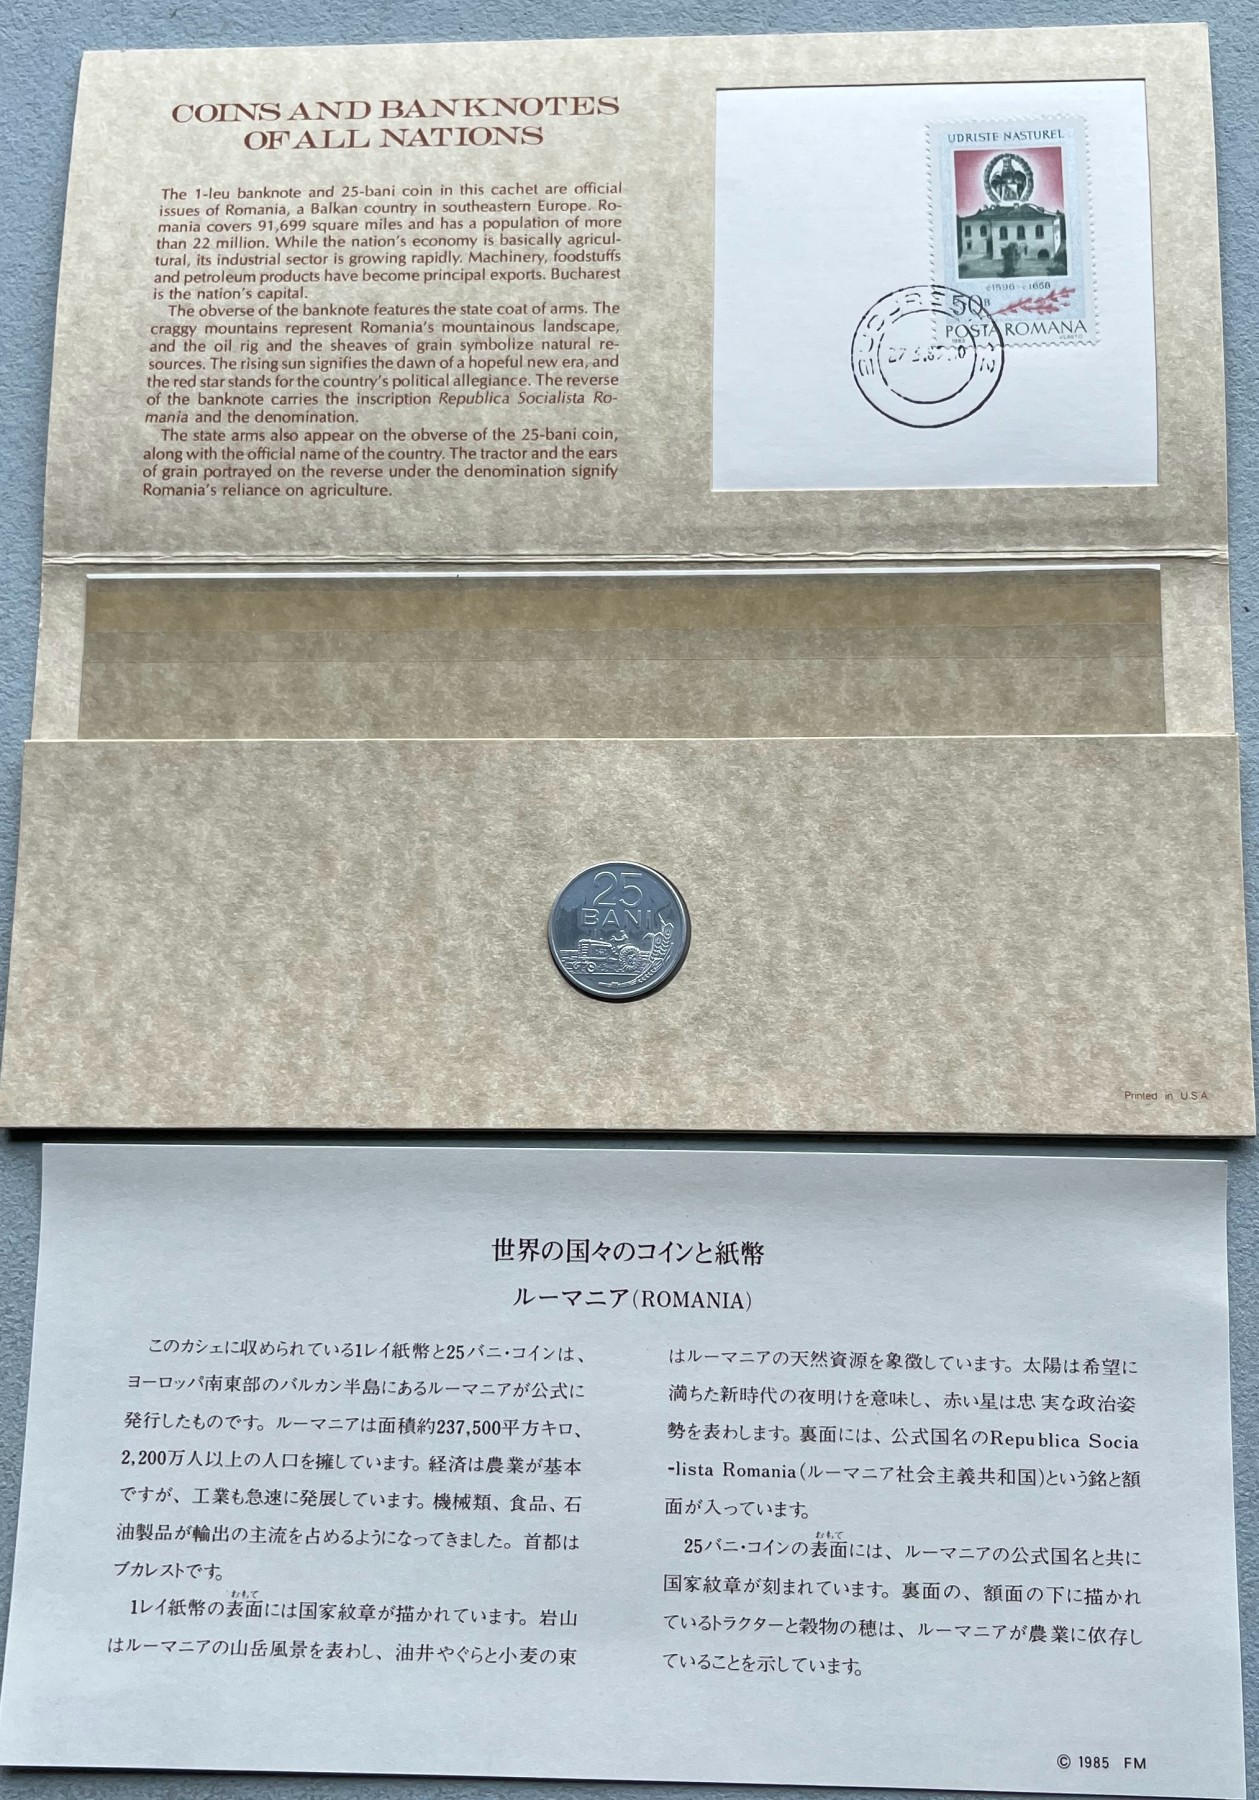 COINS AND BANKNOTES
OF ALL NATIONS
The 1-leu banknote and 25-bani coin in this cachet are official
issues of Romania, a Balkan country in southeastern Europe. Ro-
mania covers 91,699 square miles and has a population of more
than 22 million. While the nation's economy is basically agricul-
tural, its industrial sector is growing rapidly. Machinery, foodstuffs
and petroleum products have become principal exports. Bucharest
is the nation's capital.
The obverse of the banknote features the state coat of arms. The
craggy mountains represent Romania's mountainous landscape,
and the oil rig and the sheaves of grain symbolize natural re-
sources. The rising sun signifies the dawn of a hopeful new era, and
the red star stands for the country's political allegiance. The reverse
of the banknote carries the inscription Republica Socialista Ro-
mania and the denomination.
The state arms also appear on the obverse of the 25-bani coin,
along with the official name of the country. The tractor and the ears
of grain portrayed on the reverse under the denomination signify
Romania's reliance on agriculture.
UDRISTE NASTUREL
c1596-c1658
50B
POSTA ROMANA
25
BANI
Printed in U.S.A.
世界の国々のコインと紙幣
ルーマニア(ROMANIA)
このカシェに収められている1レイ紙幣と25バニ・コインは、
ヨーロッパ南東部のバルカン半島にあるルーマニアが公式に
発行したものです。ルーマニアは面積約237,500平方キロ、
2,200万人以上の人口を擁しています。経済は農業が基本
ですが、工業も急速に発展しています。機械類、食品、石
油製品が輸出の主流を占めるようになってきました。首都は
ブカレストです。
おもて
1レイ紙幣の表面には国家紋章が描かれています。岩山
はルーマニアの山岳風景を表わし、油井やぐらと小麦の束
はルーマニアの天然資源を象徴しています。太陽は希望に
満ちた新時代の夜明けを意味し、赤い星は忠実な政治姿
勢を表わします。裏面には、公式国名のRepublica Socia
-lista Romania(ルーマニア社会主義共和国)という銘と額
面が入っています。
おもて
25バニ・コインの表面には、ルーマニアの公式国名と共に
国家紋章が刻まれています。裏面の、額面の下に描かれ
ているトラクターと穀物の穂は、ルーマニアが農業に依存し
ていることを示しています。
© 1985 FM